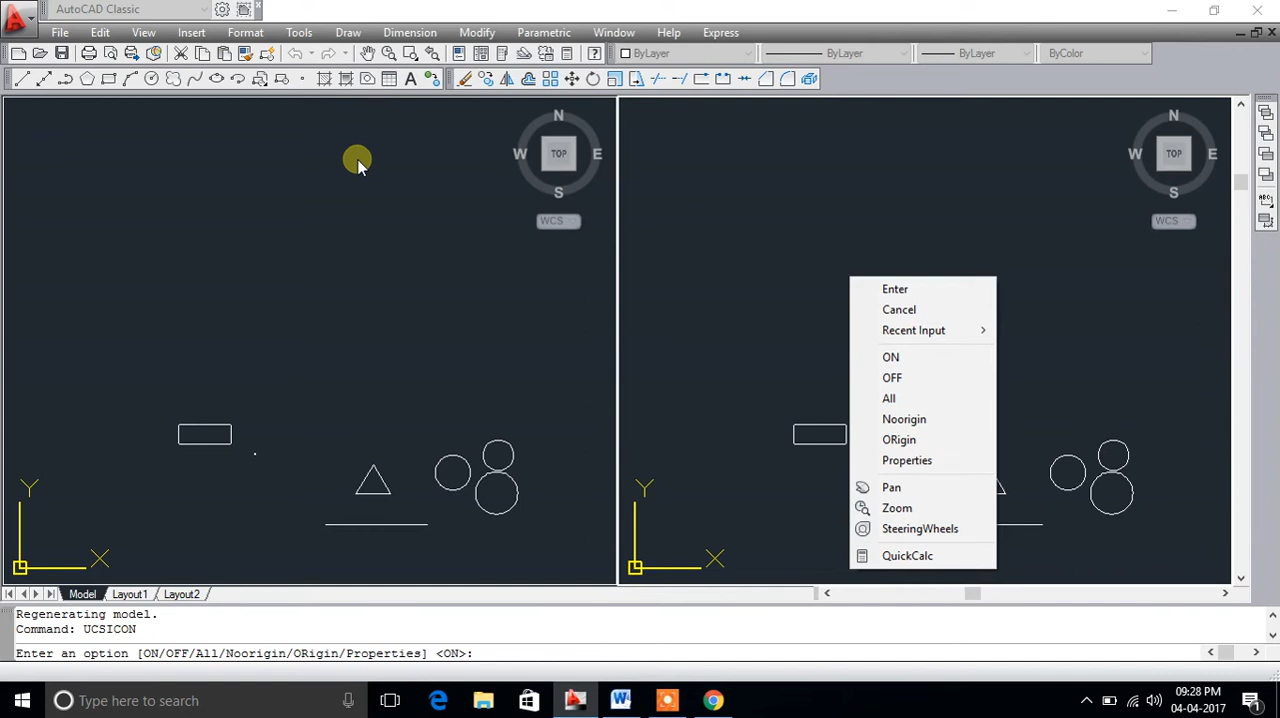 AutoCAD Classic
File Edit View Insert Format Tools Draw Dimension Modify Parametric Window Help Express
ByLayer ByLayer ByLayer ByColor
A
N
W TOP E
S
WCS
N
W TOP E
S
WCS
Enter
Cancel
Recent Input
ON
OFF
All
Noorigin
ORigin
Properties
Pan
Zoom
SteeringWheels
QuickCalc
Y
X
Y
X
Model Layout1 Layout2
Regenerating model.
Command: UCSICON
Enter an option [ON/OFF/All/Noorigin/ORigin/Properties] <ON>:
Type here to search
09:28 PM
04-04-2017